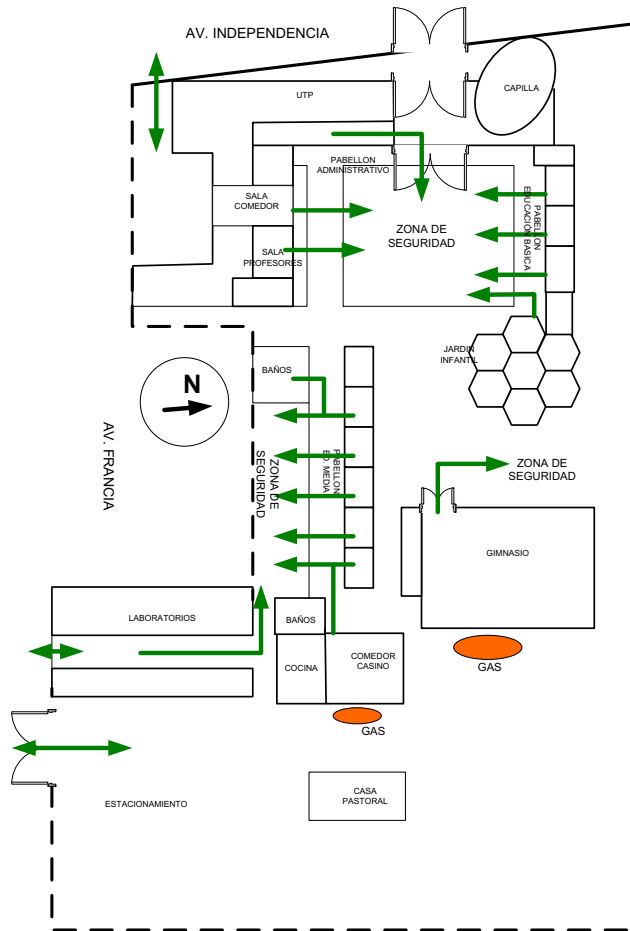 AV. INDEPENDENCIA
UTP
CAPILLA
PABELLON
ADMINISTRATIVO
SALA
COMEDOR
ZONA DE
SEGURIDAD
PABELLON
EDUCACIÓN BASICA
SALA
PROFESORES
JARDIN
INFANTIL
BAÑOS
N
AV. FRANCIA
ZONA DE
SEGURIDAD
PABELLON
ED. MEDIA
ZONA DE
SEGURIDAD
GIMNASIO
LABORATORIOS
BAÑOS
COCINA
COMEDOR
CASINO
GAS
GAS
CASA
PASTORAL
ESTACIONAMIENTO